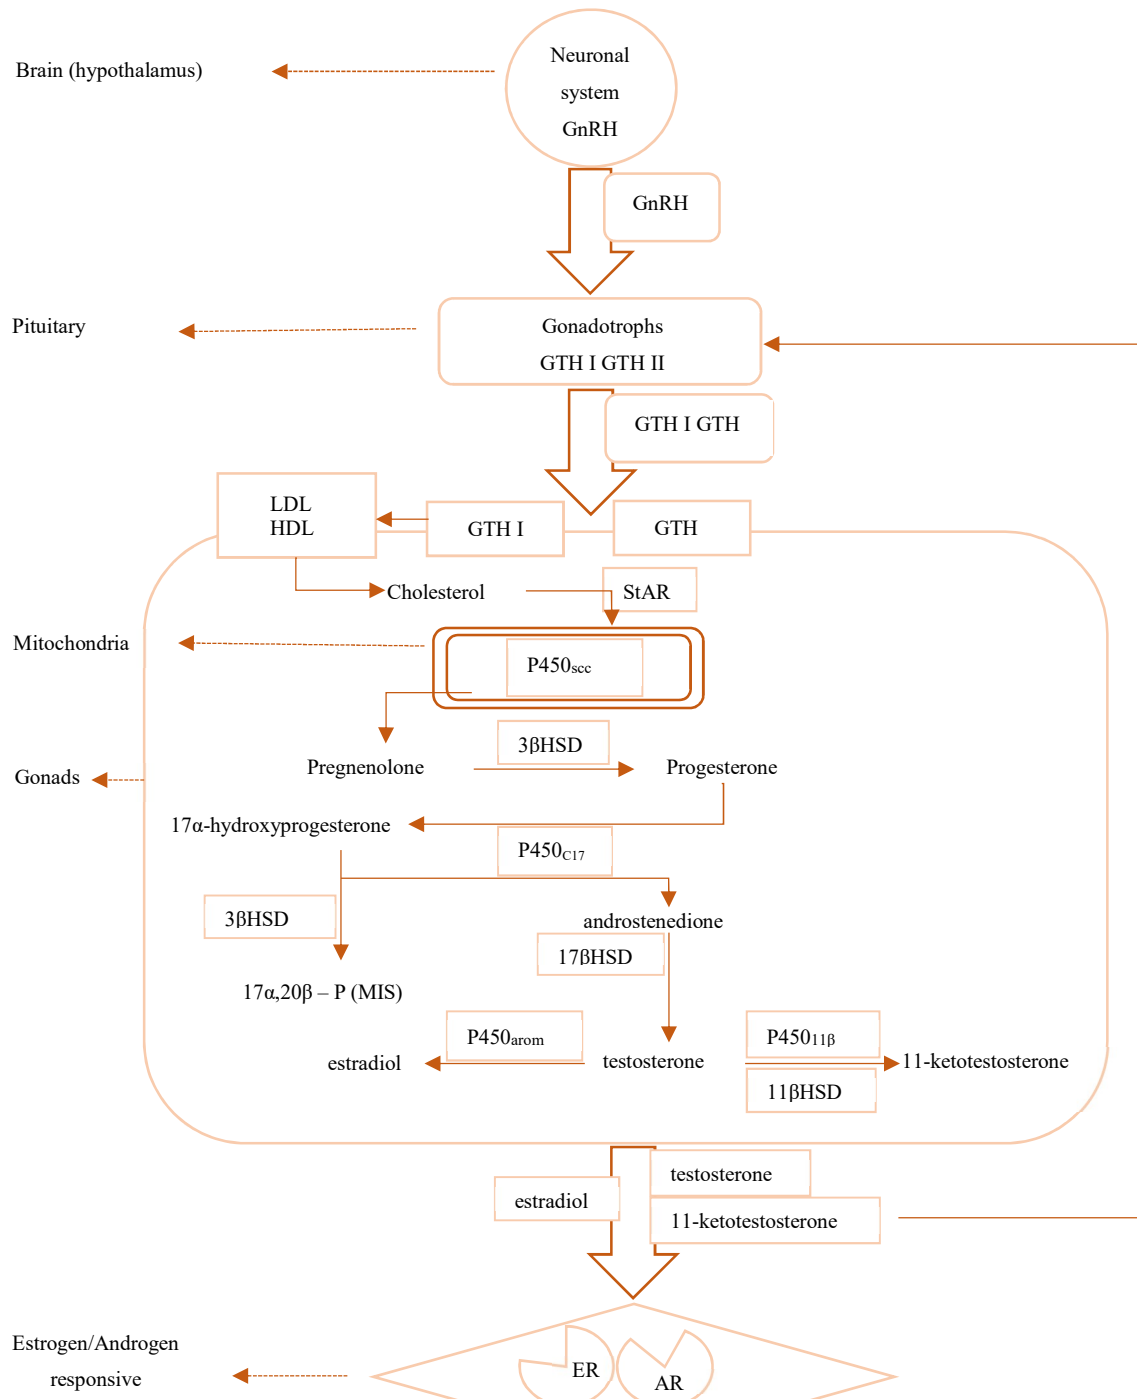 Neuronal
Brain (hypothalamus)
system
GnRH
GnRH
Pituitary
Gonadotrophs
GTH I GTH II
GTH I GTH
LDL
HDL
GTH I
GTH
Cholesterol
StAR
Mitochondria
P450scc
3βHSD
Pregnenolone
Progesterone
Gonads
17α-hydroxyprogesterone
P450C17
3βHSD
androstenedione
17βHSD
17α,20β – P (MIS)
P450arom
P45011β
estradiol
testosterone
11-ketotestosterone
11βHSD
testosterone
estradiol
11-ketotestosterone
Estrogen/Androgen
responsive
ER
AR